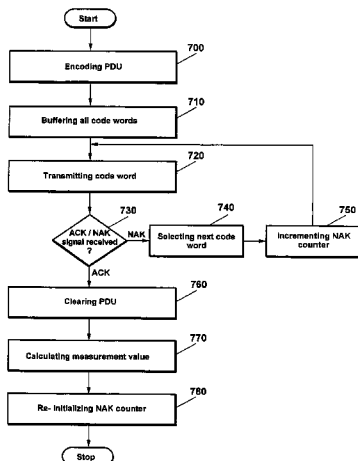 Start
700
Encoding PDU
710
Buffering all code words
720
Transmitting code word
730
ACK / NAK
signal received
?
NAK
ACK
740
Selecting next code
word
750
Incrementing NAK
counter
760
Clearing PDU
770
Calculating measurement value
780
Re- initializing NAK counter
Stop